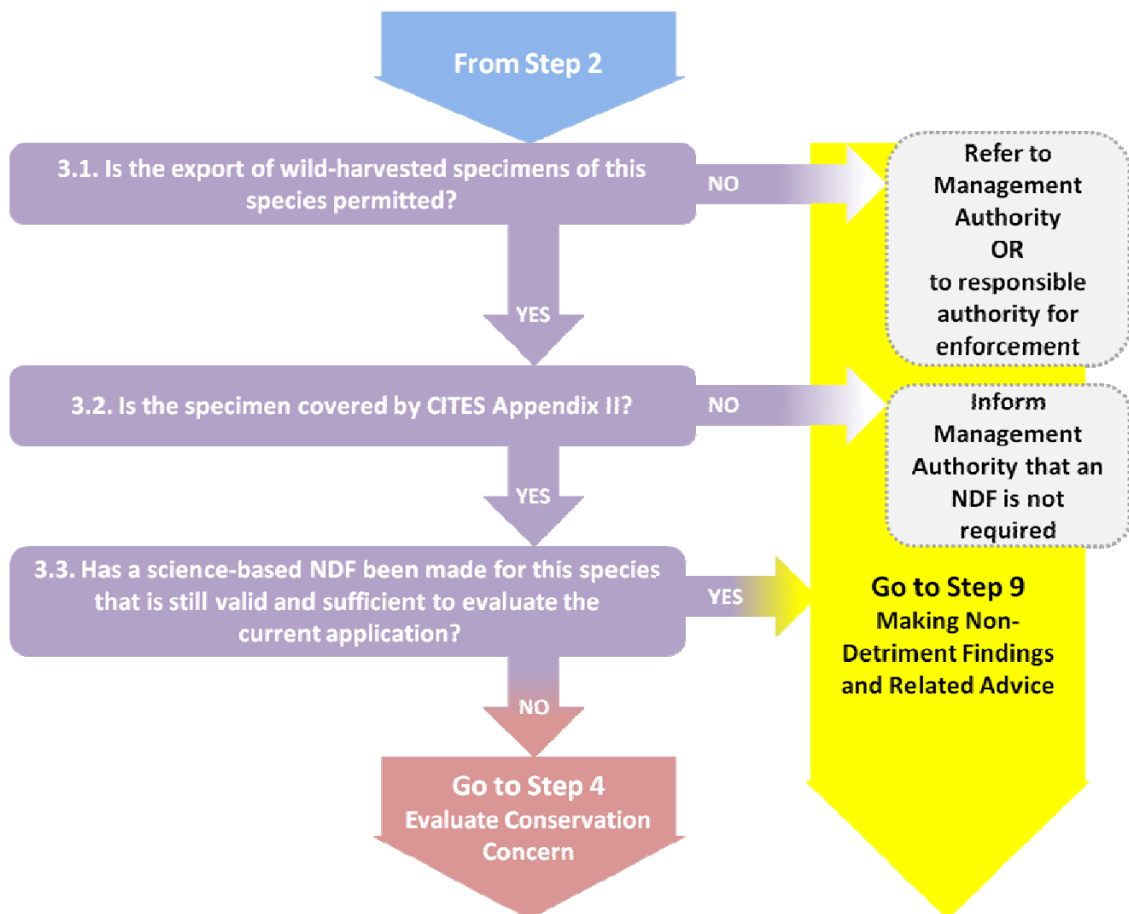 From Step 2
3.1. Is the export of wild-harvested specimens of this
species permitted?
NO
Refer to
Management
Authority
OR
to responsible
authority for
enforcement
YES
3.2. Is the specimen covered by CITES Appendix II?
NO
Inform
Management
Authority that an
NDF is not
required
YES
3.3. Has a science-based NDF been made for this species
that is still valid and sufficient to evaluate the
current application?
YES
Go to Step 9
Making Non-
Detriment Findings
and Related Advice
NO
Go to Step 4
Evaluate Conservation
Concern